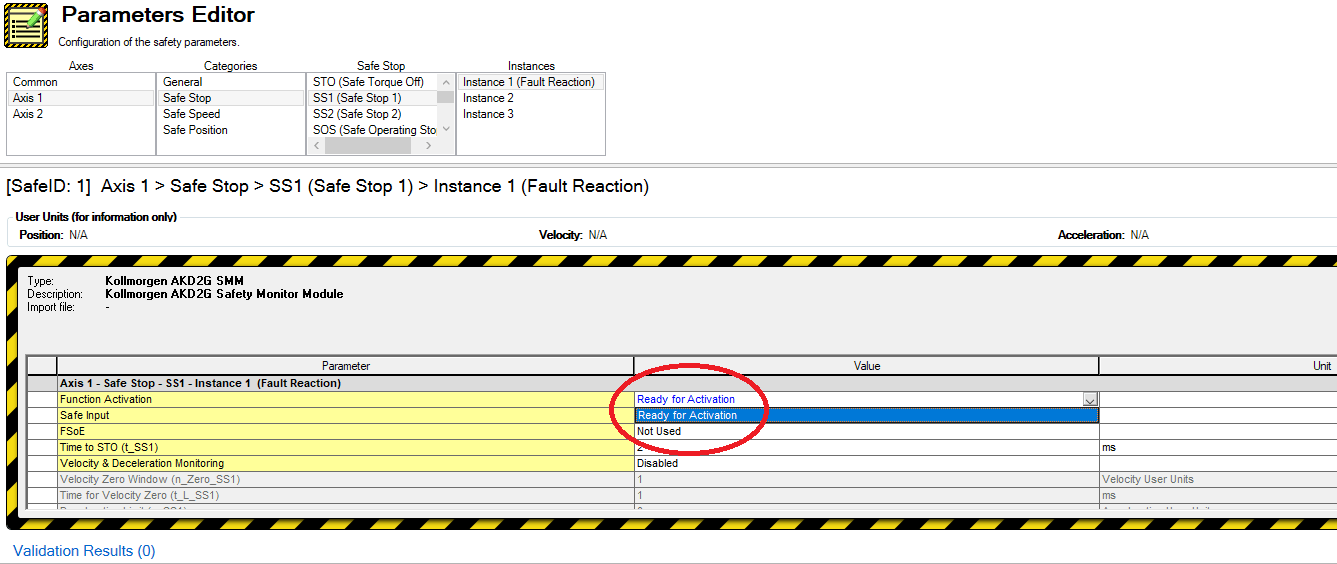 Parameters Editor
Configuration of the safety parameters.
Axes Categories Safe Stop Instances
Common General STO (Safe Torque Off) Instance 1 (Fault Reaction)
Axis 1 Safe Stop SS1 (Safe Stop 1) Instance 2
Axis 2 Safe Speed SS2 (Safe Stop 2) Instance 3
Safe Position SOS (Safe Operating Sto
[SafeID: 1] Axis 1 > Safe Stop > SS1 (Safe Stop 1) > Instance 1 (Fault Reaction)
User Units (for information only)
Position: N/A Velocity: N/A Acceleration: N/A
Type: Kollmorgen AKD2G SMM
Description: Kollmorgen AKD2G Safety Monitor Module
Import file: -
Parameter Value Unit
Axis 1 - Safe Stop - SS1 - Instance 1 (Fault Reaction)
Function Activation Ready for Activation
Safe Input Ready for Activation
FSoE Not Used
Time to STO (t_SS1) 2 ms
Velocity & Deceleration Monitoring Disabled
Velocity Zero Window (n_Zero_SS1) 1 Velocity User Units
Time for Velocity Zero (t_L_SS1) 1 ms
Validation Results (0)